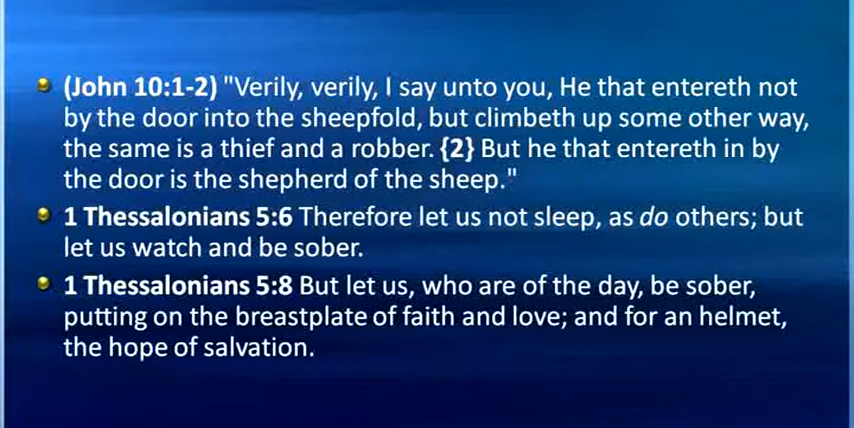 (John 10:1-2) "Verily, verily, I say unto you, He that entereth not
by the door into the sheepfold, but climbeth up some other way,
the same is a thief and a robber. {2} But he that entereth in by
the door is the shepherd of the sheep."
1 Thessalonians 5:6 Therefore let us not sleep, as do others; but
let us watch and be sober.
1 Thessalonians 5:8 But let us, who are of the day, be sober,
putting on the breastplate of faith and love; and for an helmet,
the hope of salvation.